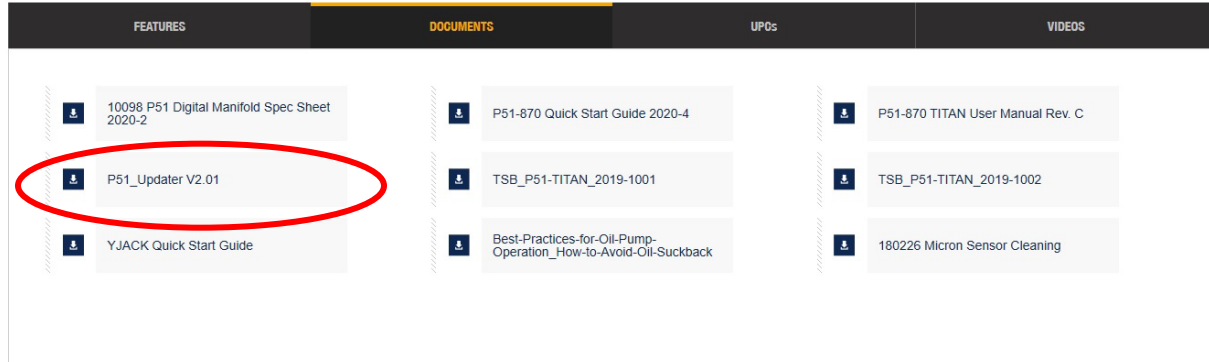 FEATURES
DOCUMENTS
UPCs
VIDEOS
10098 P51 Digital Manifold Spec Sheet
2020-2
P51-870 Quick Start Guide 2020-4
P51-870 TITAN User Manual Rev. C
P51_Updater V2.01
TSB_P51-TITAN_2019-1001
TSB_P51-TITAN_2019-1002
YJACK Quick Start Guide
Best-Practices-for-Oil-Pump-
Operation_How-to-Avoid-Oil-Suckback
180226 Micron Sensor Cleaning